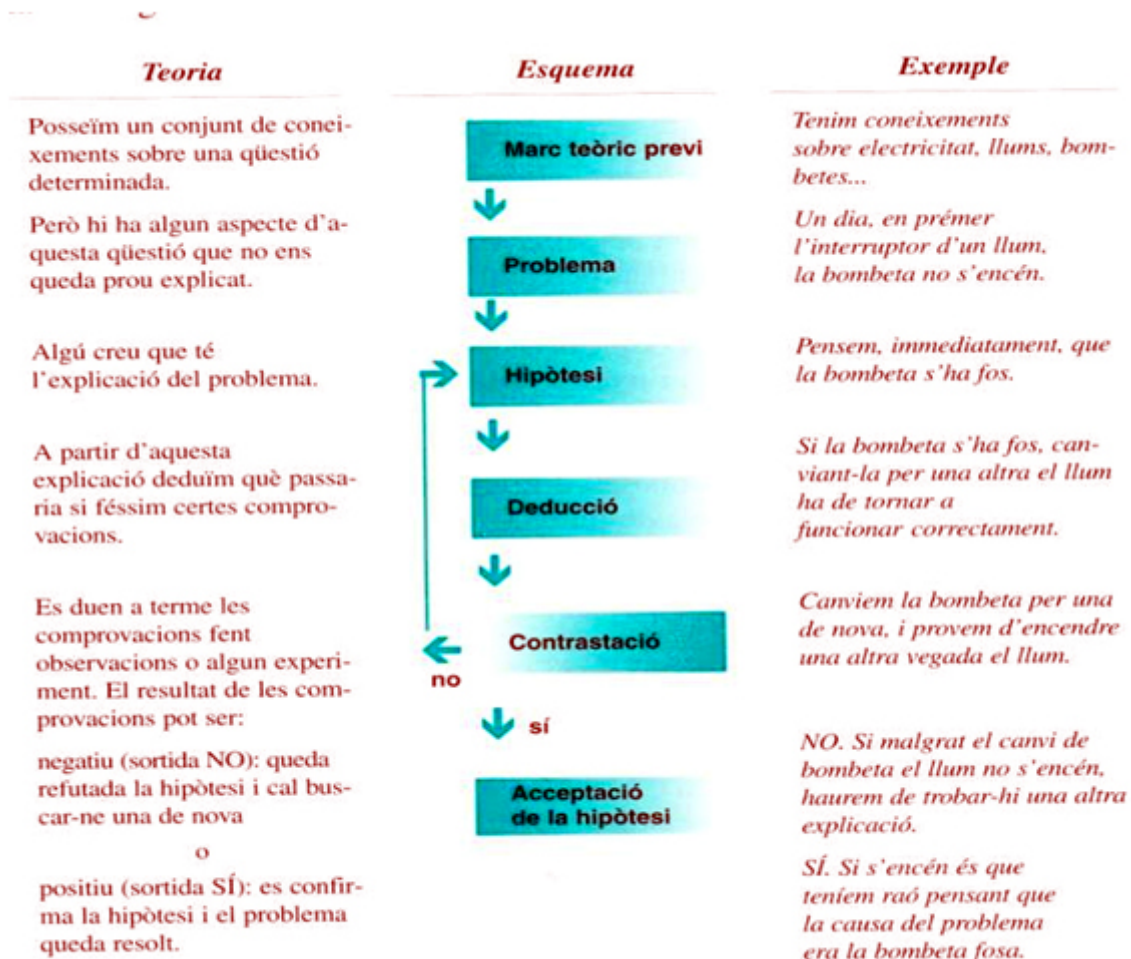 Teoria
Posseïm un conjunt de conei-
xements sobre una qüestió
determinada.
Però hi ha algun aspecte d'a-
questa qüestió que no ens
queda prou explicat.
Algú creu que té
l'explicació del problema.
A partir d'aquesta
explicació deduïm què passa-
ria si féssim certes compro-
vacions.
Es duen a terme les
comprovacions fent
observacions o algun experi-
ment. El resultat de les com-
provacions pot ser:
negatiu (sortida NO): queda
refutada la hipòtesi i cal bus-
car-ne una de nova
o
positiu (sortida SÍ): es confir-
ma la hipòtesi i el problema
queda resolt.
Esquema
Marc teòric previ
Problema
Hipòtesi
Deducció
Contrastació
no
sí
Acceptació
de la hipòtesi
Exemple
Tenim coneixements
sobre electricitat, llums, bom-
betes...
Un dia, en prémer
l'interruptor d'un llum,
la bombeta no s'encén.
Pensem, immediatament, que
la bombeta s'ha fos.
Si la bombeta s'ha fos, can-
viant-la per una altra el llum
ha de tornar a
funcionar correctament.
Canviem la bombeta per una
de nova, i provem d'encendre
una altra vegada el llum.
NO. Si malgrat el canvi de
bombeta el llum no s'encén,
haurem de trobar-hi una altra
explicació.
SÍ. Si s'encén és que
teníem raó pensant que
la causa del problema
era la bombeta fosa.